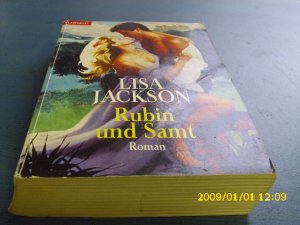 LISA
JACKSON
Rubin
und Samt
Roman
2009/01/01 12:09